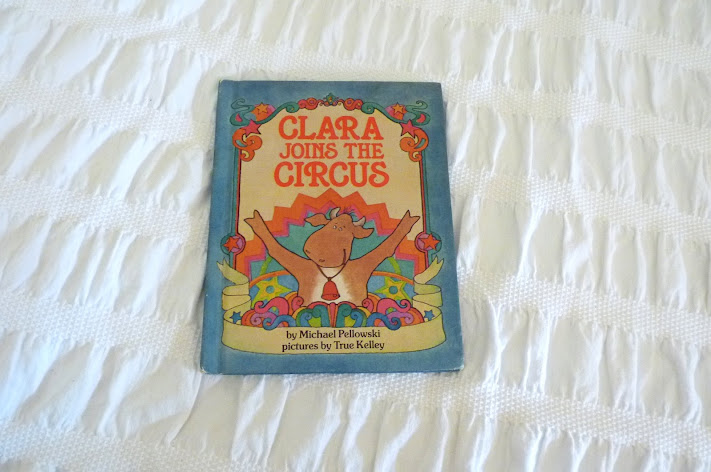 CLARA
JOINS THE
CIRCUS
by Michael Pellowski
pictures by True Kelley